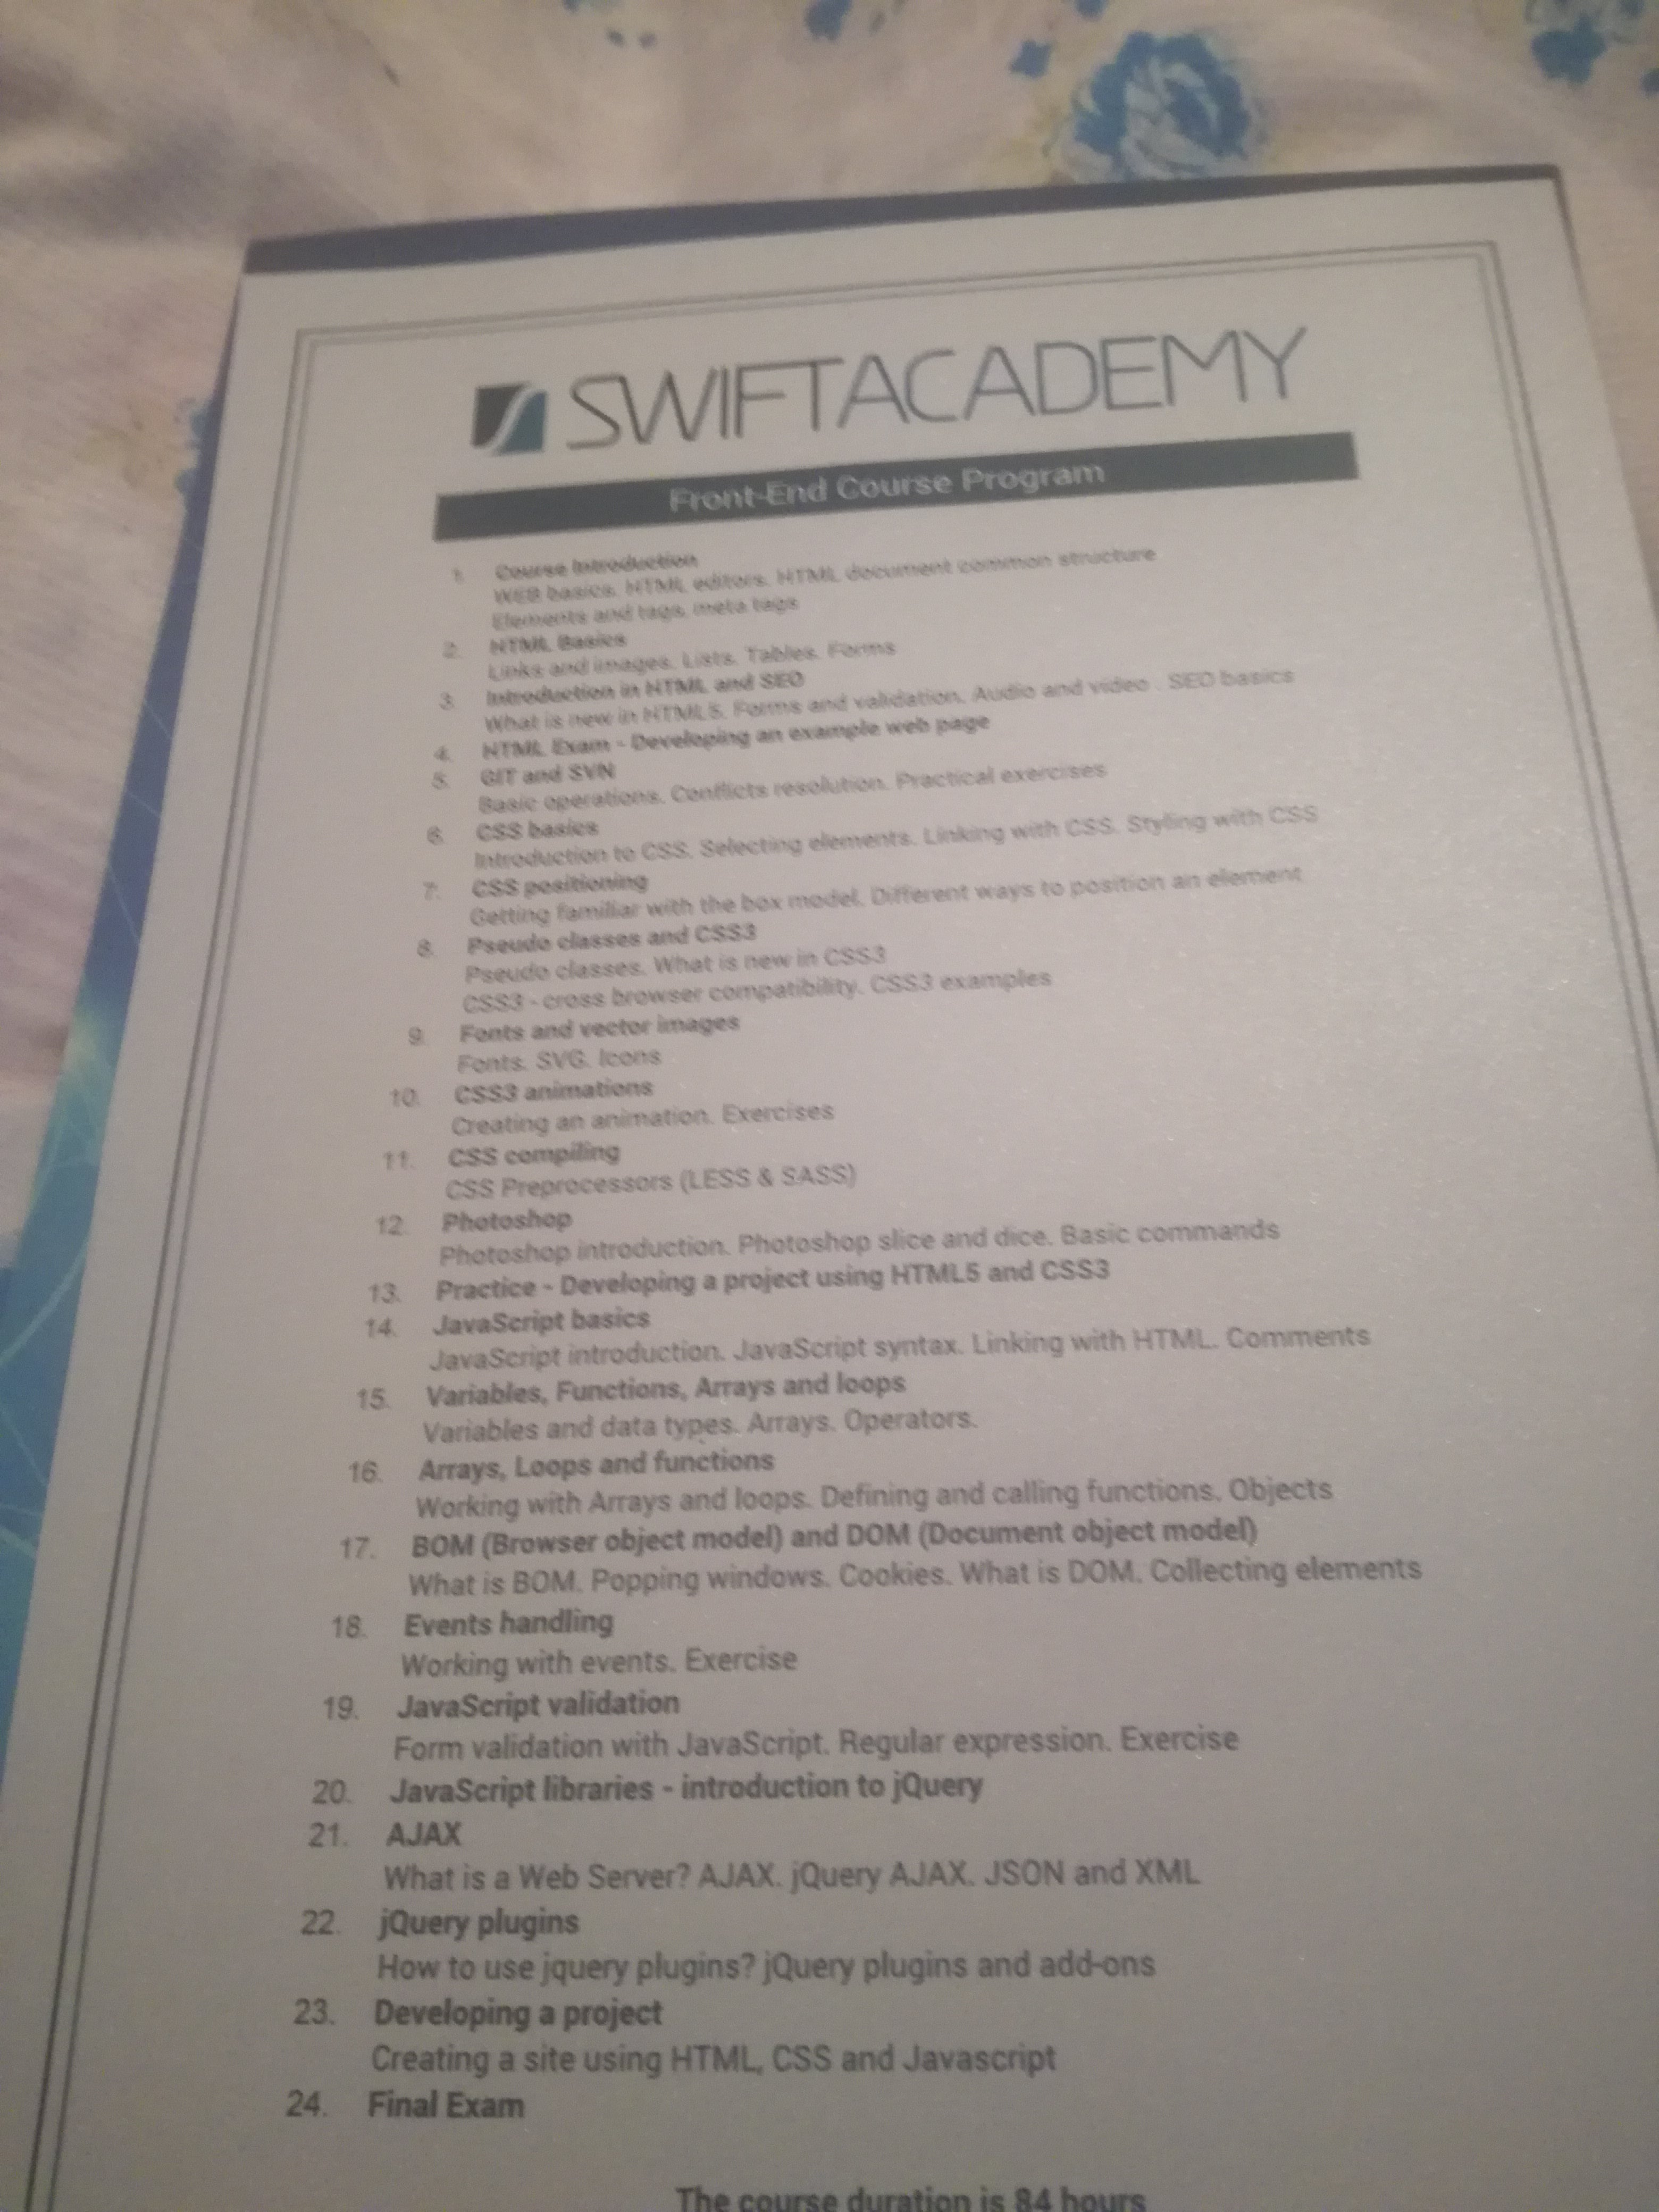 SWIFTACADEMY
Front-End Course Program
1. Course Introduction
WEB basics. HTML editors. HTML document common structure
Elements and tags, meta tags
2. HTML Basics
Links and images. Lists. Tables. Forms
3. Introduction in HTML and SEO
What is new in HTML5. Forms and validation. Audio and video . SEO basics
4. HTML Exam - Developing an example web page
5. GIT and SVN
Basic operations. Conflicts resolution. Practical exercises
6. CSS basics
Introduction to CSS. Selecting elements. Linking with CSS. Styling with CSS
7. CSS positioning
Getting familiar with the box model. Different ways to position an element
8. Pseudo classes and CSS3
Pseudo classes. What is new in CSS3
CSS3 - cross browser compatibility. CSS3 examples
9. Fonts and vector images
Fonts. SVG. Icons
10. CSS3 animations
Creating an animation. Exercises
11. CSS compiling
CSS Preprocessors (LESS & SASS)
12. Photoshop
Photoshop introduction. Photoshop slice and dice. Basic commands
13. Practice - Developing a project using HTML5 and CSS3
14. JavaScript basics
JavaScript introduction. JavaScript syntax. Linking with HTML. Comments
15. Variables, Functions, Arrays and loops
Variables and data types. Arrays. Operators.
16. Arrays, Loops and functions
Working with Arrays and loops. Defining and calling functions. Objects
17. BOM (Browser object model) and DOM (Document object model)
What is BOM. Popping windows. Cookies. What is DOM. Collecting elements
18. Events handling
Working with events. Exercise
19. JavaScript validation
Form validation with JavaScript. Regular expression. Exercise
20. JavaScript libraries - introduction to jQuery
21. AJAX
What is a Web Server? AJAX. jQuery AJAX. JSON and XML
22. jQuery plugins
How to use jquery plugins? jQuery plugins and add-ons
23. Developing a project
Creating a site using HTML, CSS and Javascript
24. Final Exam
The course duration is 84 hours